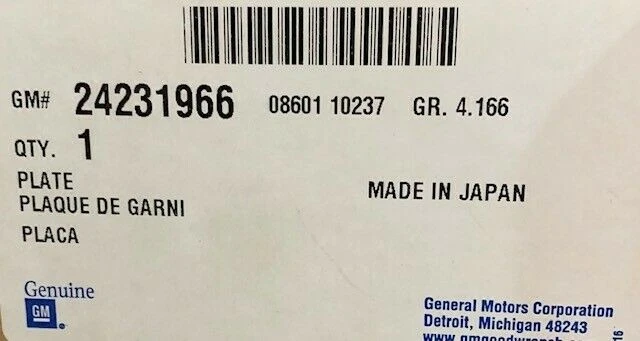 GM# 24231966 08601 10237 GR. 4.166
QTY. 1
PLATE
PLAQUE DE GARNI
MADE IN JAPAN
PLACA
Genuine
GM
General Motors Corporation
Detroit, Michigan 48243
16